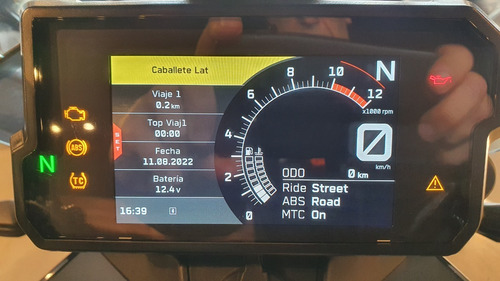 Caballete Lat
Viaje 1
0.2 km
Top Viaj1
00:00
Fecha
11.08.2022
Batería
12.4 v
16:39
SET
ABS
N
TC
0
2
4
6
8
10
12
x1000 rpm
N
0
km/h
ODO 0 km
Ride Street
ABS Road
MTC On